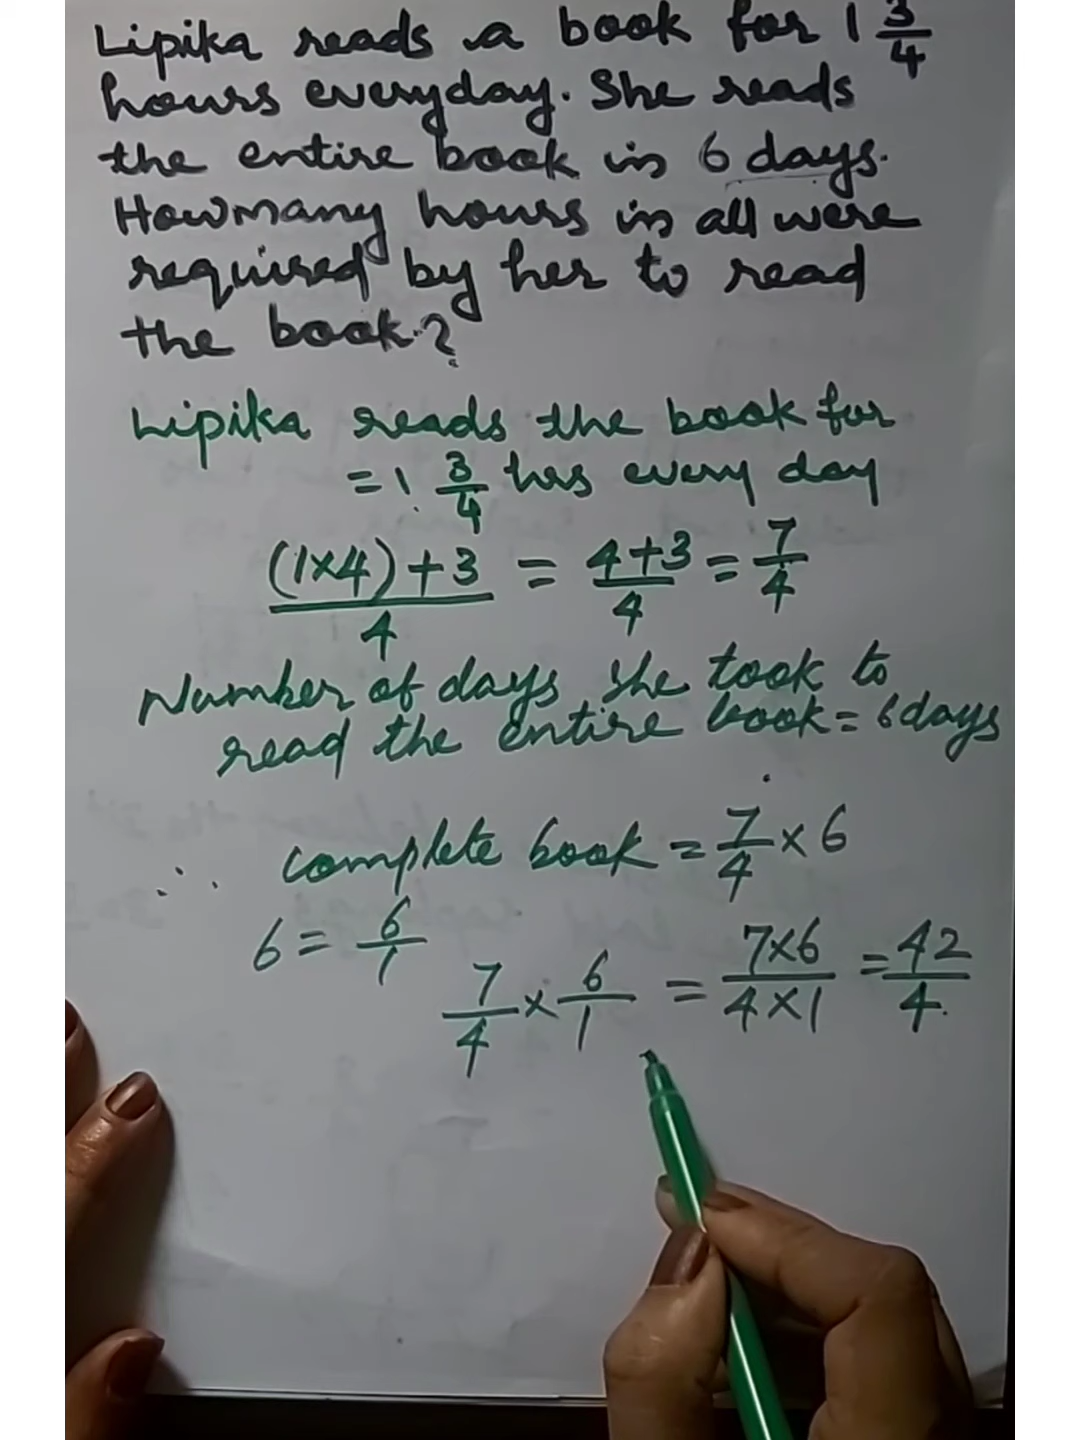 Lipika reads a book for 1 3/4
hours everyday. She reads
the entire book in 6 days.
Howmany hours in all were
required by her to read
the book?
Lipika reads the book for
= 1 3/4 hrs every day
(1×4)+3/4 = 4+3/4 = 7/4
Number of days she took to
read the entire book = 6 days
∴ complete book = 7/4 × 6
6 = 6/1
7/4 × 6/1 = 7×6/4×1 = 42/4